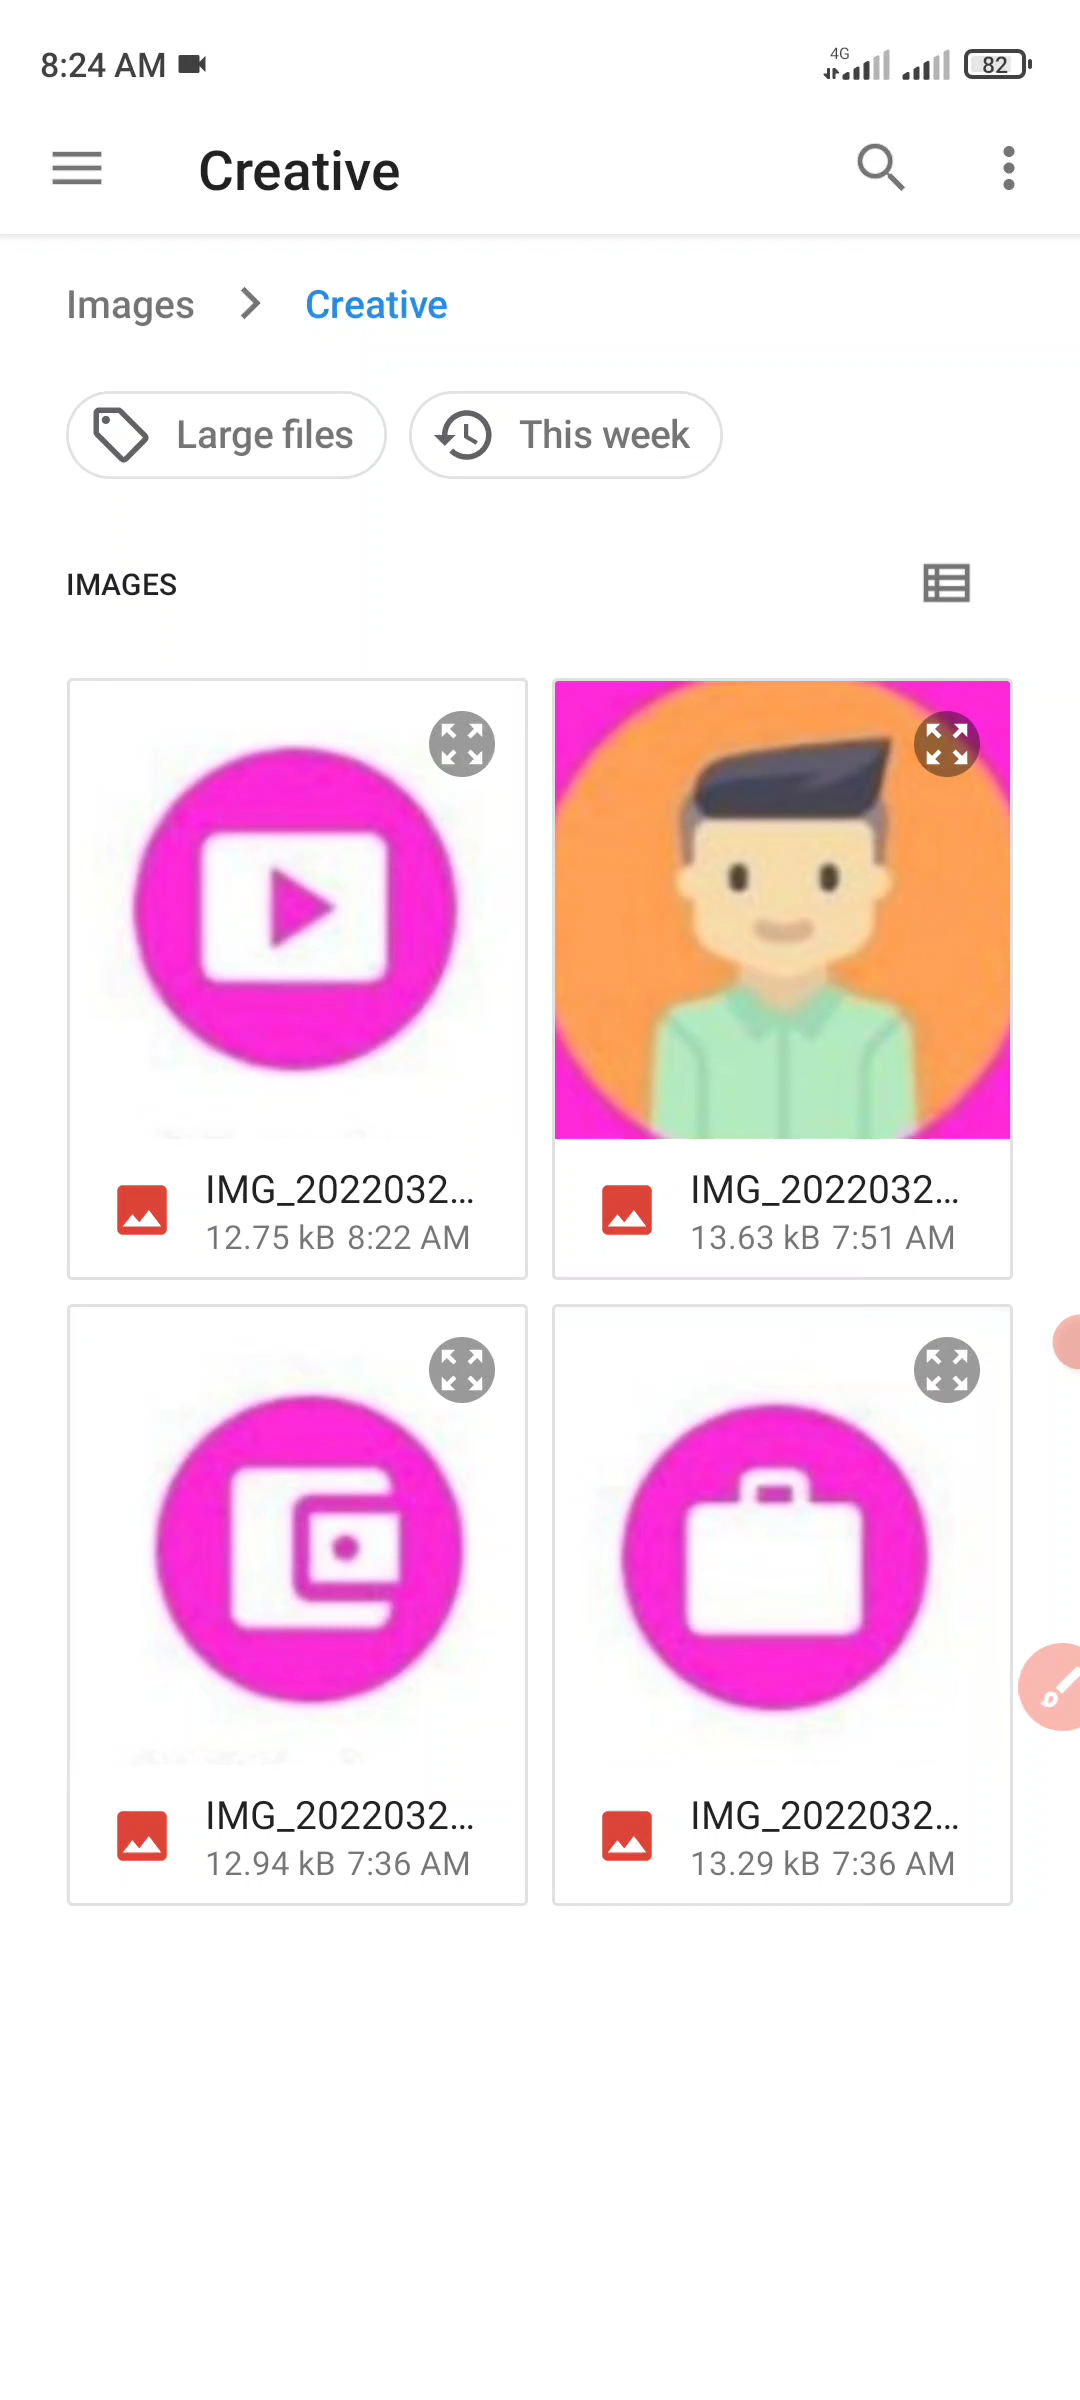 8:24 AM
4G
82
Creative
Images > Creative
Large files
This week
IMAGES
IMG_2022032...
12.75 kB 8:22 AM
IMG_2022032...
13.63 kB 7:51 AM
IMG_2022032...
12.94 kB 7:36 AM
IMG_2022032...
13.29 kB 7:36 AM